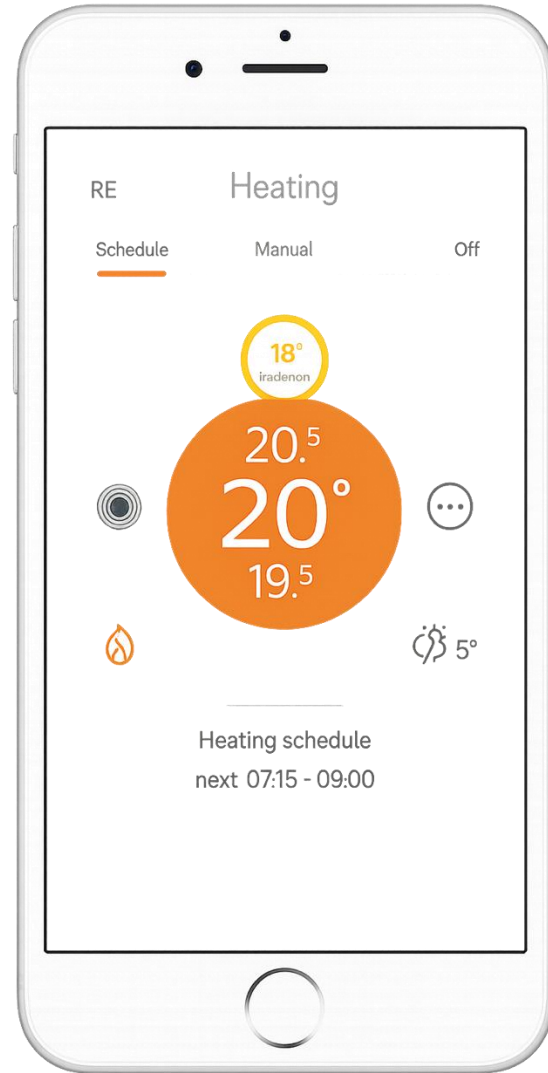 RE Heating
Schedule Manual Off
18°
iradenon
20.5
20°
19.5
5°
Heating schedule
next 07:15 - 09:00